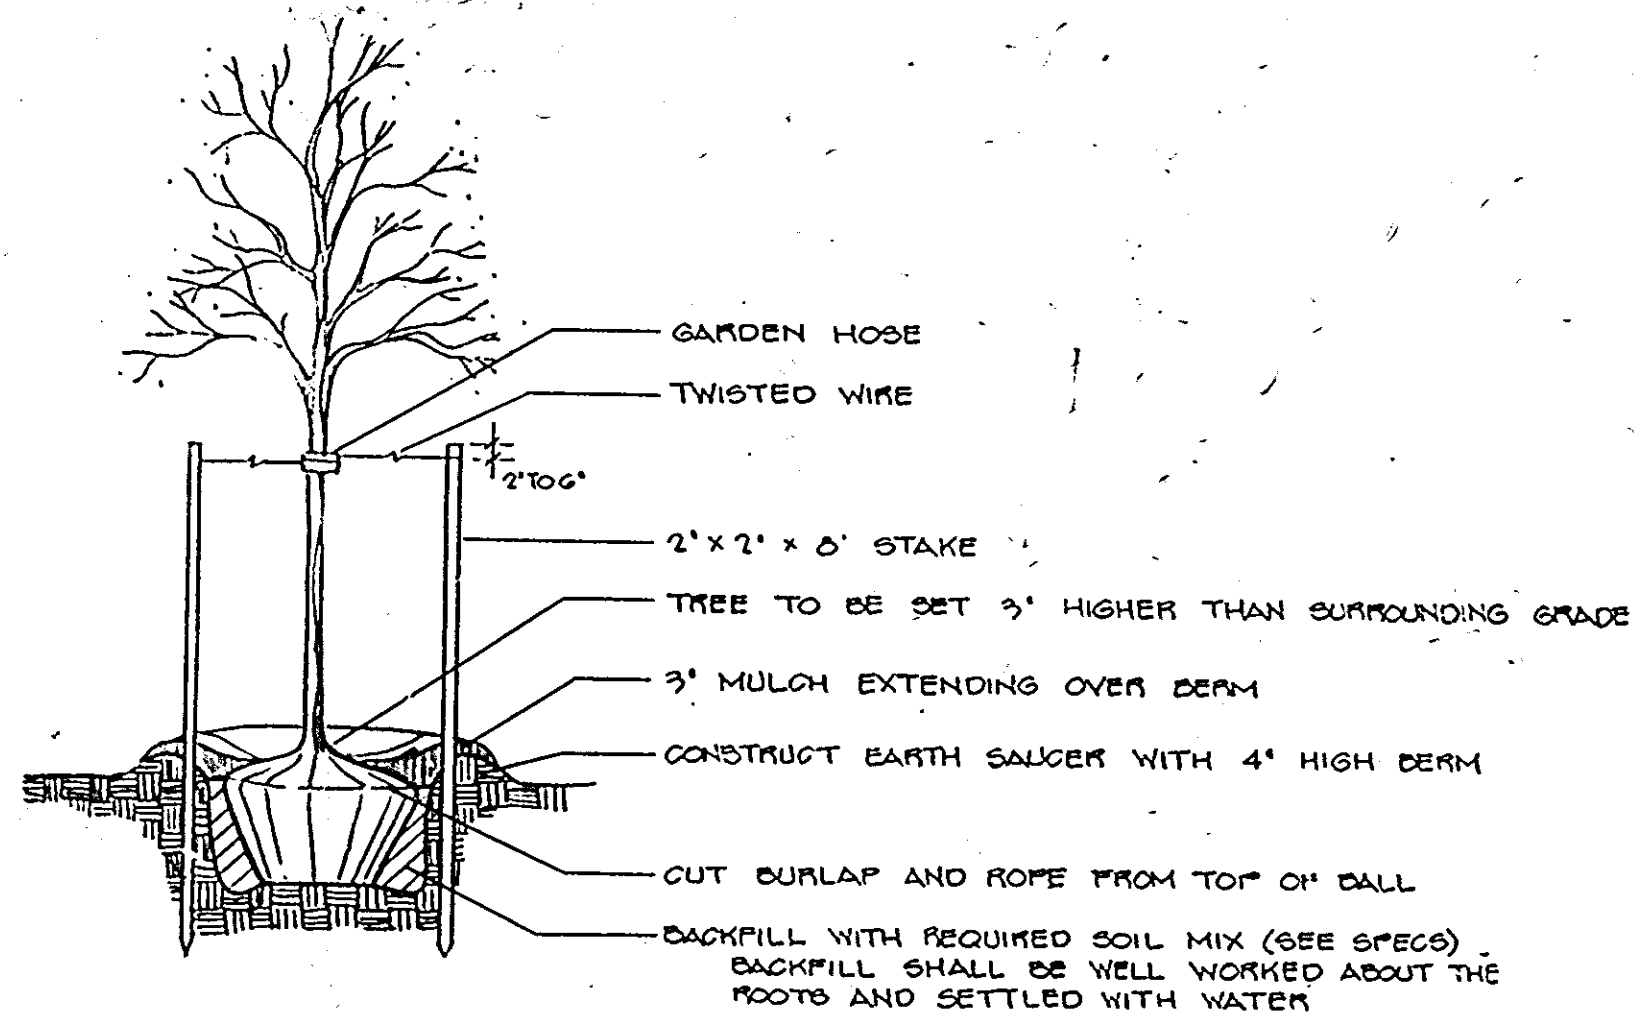 GARDEN HOSE
TWISTED WIRE
2" TO 6"
2" X 2" X 8' STAKE
TREE TO BE SET 3" HIGHER THAN SURROUNDING GRADE
3" MULCH EXTENDING OVER BERM
CONSTRUCT EARTH SAUCER WITH 4" HIGH BERM
CUT BURLAP AND ROPE FROM TOP OF BALL
BACKFILL WITH REQUIRED SOIL MIX (SEE SPECS)
BACKFILL SHALL BE WELL WORKED ABOUT THE
ROOTS AND SETTLED WITH WATER